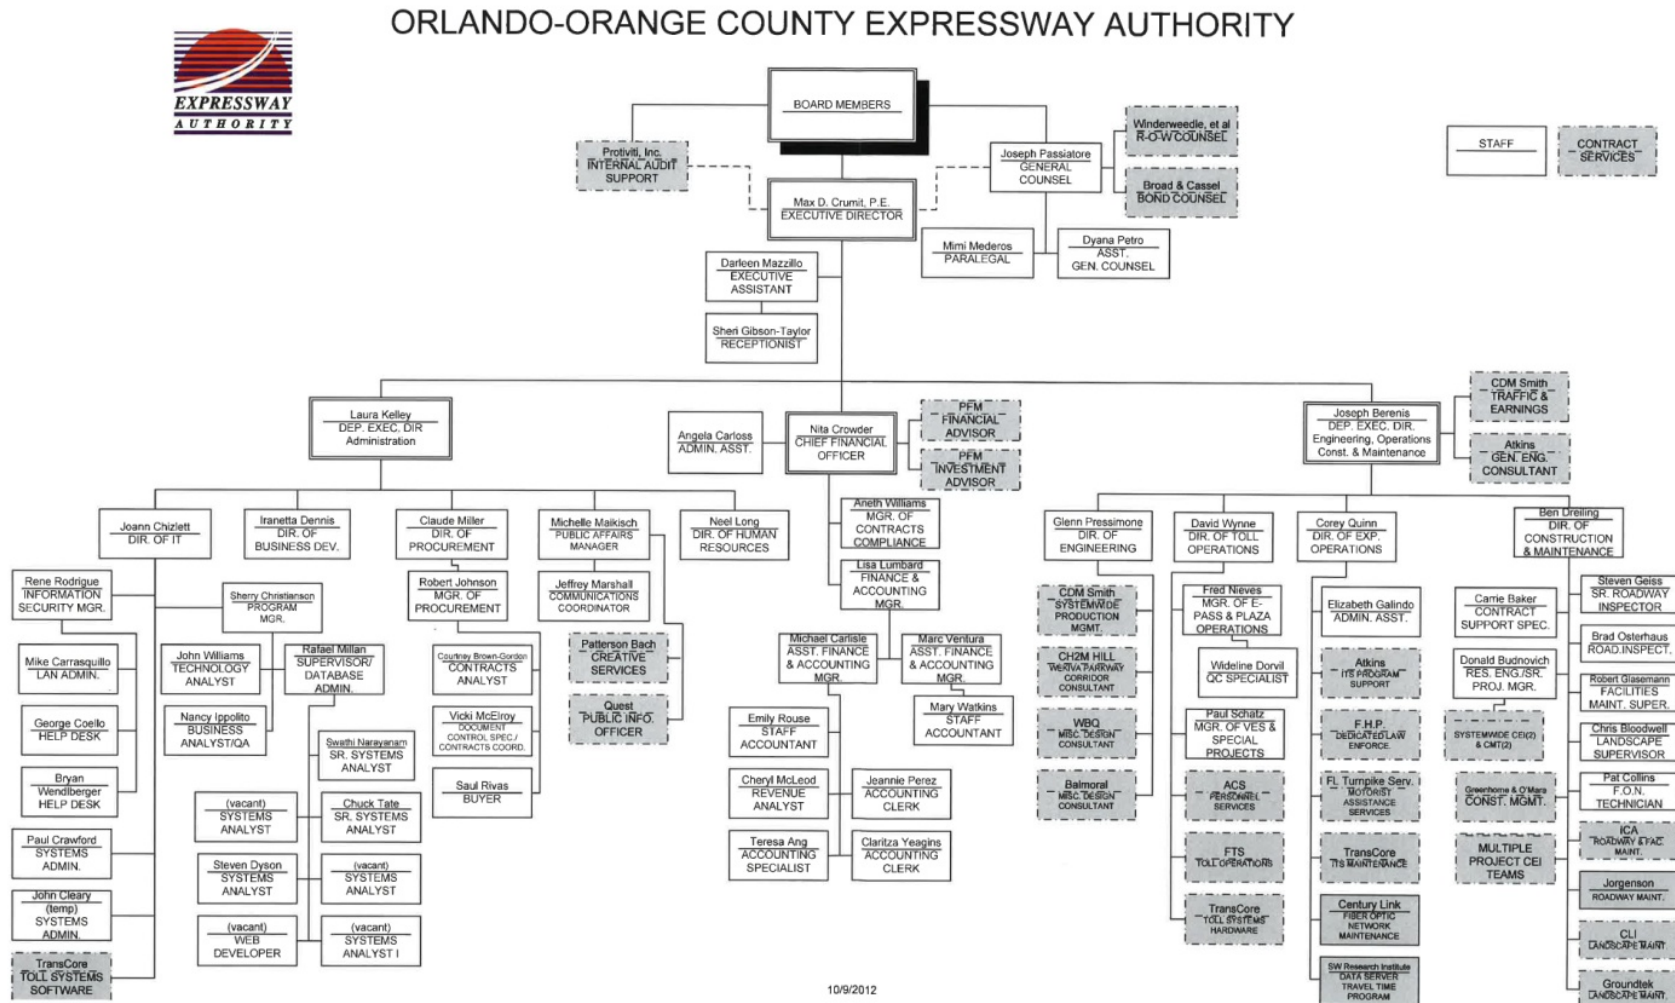 ORLANDO-ORANGE COUNTY EXPRESSWAY AUTHORITY
EXPRESSWAY
AUTHORITY
BOARD MEMBERS
Protiviti, Inc.
INTERNAL AUDIT
SUPPORT
Joseph Passiatore
GENERAL
COUNSEL
Winderweedle, et al
R-O-W COUNSEL
Broad & Cassel
BOND COUNSEL
STAFF
CONTRACT
SERVICES
Max D. Crumit, P.E.
EXECUTIVE DIRECTOR
Mimi Mederos
PARALEGAL
Dyana Petro
ASST.
GEN. COUNSEL
Darleen Mazzillo
EXECUTIVE
ASSISTANT
Sheri Gibson-Taylor
RECEPTIONIST
Laura Kelley
DEP. EXEC. DIR
Administration
Angela Carloss
ADMIN. ASST.
Nita Crowder
CHIEF FINANCIAL
OFFICER
PFM
FINANCIAL
ADVISOR
PFM
INVESTMENT
ADVISOR
Joseph Berenis
DEP. EXEC. DIR.
Engineering, Operations
Const. & Maintenance
CDM Smith
TRAFFIC &
EARNINGS
Atkins
GEN. ENG.
CONSULTANT
Joann Chizlett
DIR. OF IT
Iranetta Dennis
DIR. OF
BUSINESS DEV.
Claude Miller
DIR. OF
PROCUREMENT
Michelle Maikisch
PUBLIC AFFAIRS
MANAGER
Neel Long
DIR. OF HUMAN
RESOURCES
Aneth Williams
MGR. OF
CONTRACTS
COMPLIANCE
Lisa Lumbard
FINANCE &
ACCOUNTING
MGR.
Glenn Pressimone
DIR. OF
ENGINEERING
David Wynne
DIR. OF TOLL
OPERATIONS
Corey Quinn
DIR. OF EXP.
OPERATIONS
Ben Dreiling
DIR. OF
CONSTRUCTION
& MAINTENANCE
Rene Rodrigue
INFORMATION
SECURITY MGR.
Sherry Christianson
PROGRAM
MGR.
Mike Carrasquillo
LAN ADMIN.
John Williams
TECHNOLOGY
ANALYST
Rafael Millan
SUPERVISOR/
DATABASE
ADMIN.
George Coello
HELP DESK
Nancy Ippolito
BUSINESS
ANALYST/QA
Swathi Narayanam
SR. SYSTEMS
ANALYST
Bryan
Wendlberger
HELP DESK
(vacant)
SYSTEMS
ANALYST
Chuck Tate
SR. SYSTEMS
ANALYST
Paul Crawford
SYSTEMS
ADMIN.
Steven Dyson
SYSTEMS
ANALYST
(vacant)
SYSTEMS
ANALYST
John Cleary
(temp)
SYSTEMS
ADMIN.
(vacant)
WEB
DEVELOPER
(vacant)
SYSTEMS
ANALYST I
TransCore
TOLL SYSTEMS
SOFTWARE
Robert Johnson
MGR. OF
PROCUREMENT
Courtney Brown-Gordon
CONTRACTS
ANALYST
Vicki McElroy
DOCUMENT
CONTROL SPEC./
CONTRACTS COORD.
Saul Rivas
BUYER
Jeffrey Marshall
COMMUNICATIONS
COORDINATOR
Patterson Bach
CREATIVE
SERVICES
Quest
PUBLIC INFO.
OFFICER
Michael Carlisle
ASST. FINANCE
& ACCOUNTING
MGR.
Marc Ventura
ASST. FINANCE
& ACCOUNTING
MGR.
Emily Rouse
STAFF
ACCOUNTANT
Mary Watkins
STAFF
ACCOUNTANT
Cheryl McLeod
REVENUE
ANALYST
Jeannie Perez
ACCOUNTING
CLERK
Teresa Ang
ACCOUNTING
SPECIALIST
Claritza Yeagins
ACCOUNTING
CLERK
CDM Smith
SYSTEMWIDE
PRODUCTION
MGMT.
CH2M HILL
WEKIVA PARKWAY
CORRIDOR
CONSULTANT
WBQ
MISC. DESIGN
CONSULTANT
Balmoral
MISC. DESIGN
CONSULTANT
Fred Nieves
MGR. OF E-
PASS & PLAZA
OPERATIONS
Wideline Dorvil
QC SPECIALIST
Paul Schatz
MGR. OF VES &
SPECIAL
PROJECTS
ACS
PERSONNEL
SERVICES
FTS
TOLL OPERATIONS
TransCore
TOLL SYSTEMS
HARDWARE
Elizabeth Galindo
ADMIN. ASST.
Atkins
ITS PROGRAM
SUPPORT
F.H.P.
DEDICATED LAW
ENFORCE.
FL Turnpike Serv.
MOTORIST
ASSISTANCE
SERVICES
TransCore
ITS MAINTENANCE
Century Link
FIBER OPTIC
NETWORK
MAINTENANCE
SW Research Institute
DATA SERVER
TRAVEL TIME
PROGRAM
Carrie Baker
CONTRACT
SUPPORT SPEC.
Donald Budnovich
RES. ENG./SR.
PROJ. MGR.
SYSTEMWIDE CEI(2)
& CMT(2)
Greenhorne & O'Mara
CONST. MGMT.
MULTIPLE
PROJECT CEI
TEAMS
Steven Geiss
SR. ROADWAY
INSPECTOR
Brad Osterhaus
ROAD.INSPECT.
Robert Glasemann
FACILITIES
MAINT. SUPER.
Chris Bloodwell
LANDSCAPE
SUPERVISOR
Pat Collins
F.O.N.
TECHNICIAN
ICA
ROADWAY & FAC.
MAINT.
Jorgenson
ROADWAY MAINT.
CLI
LANDSCAPE MAINT.
Groundtek
LANDSCAPE MAINT.
10/9/2012